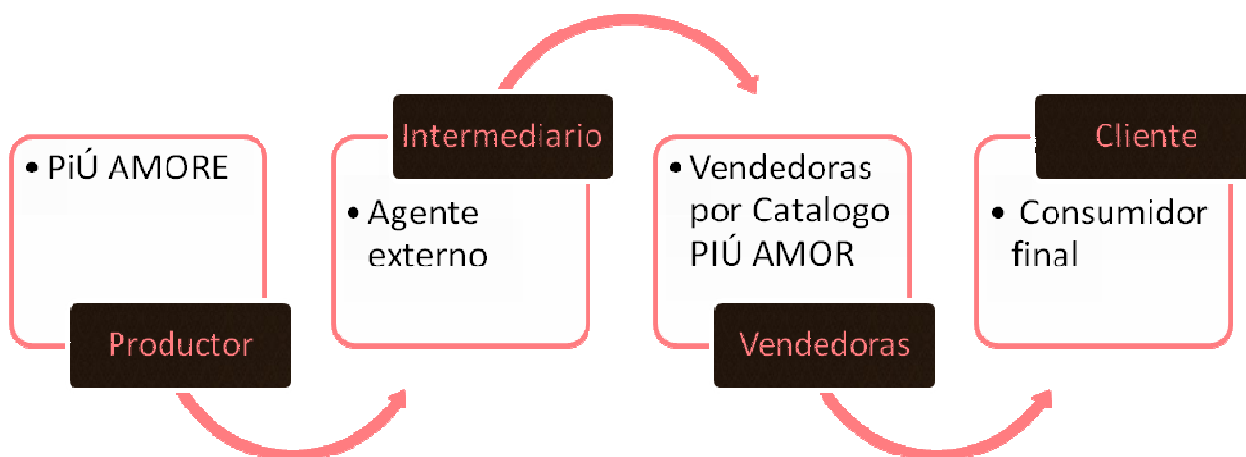 • PiÚ AMORE
Productor
Intermediario
• Agente
externo
• Vendedoras
por Catalogo
PIÚ AMOR
Vendedoras
Cliente
• Consumidor
final